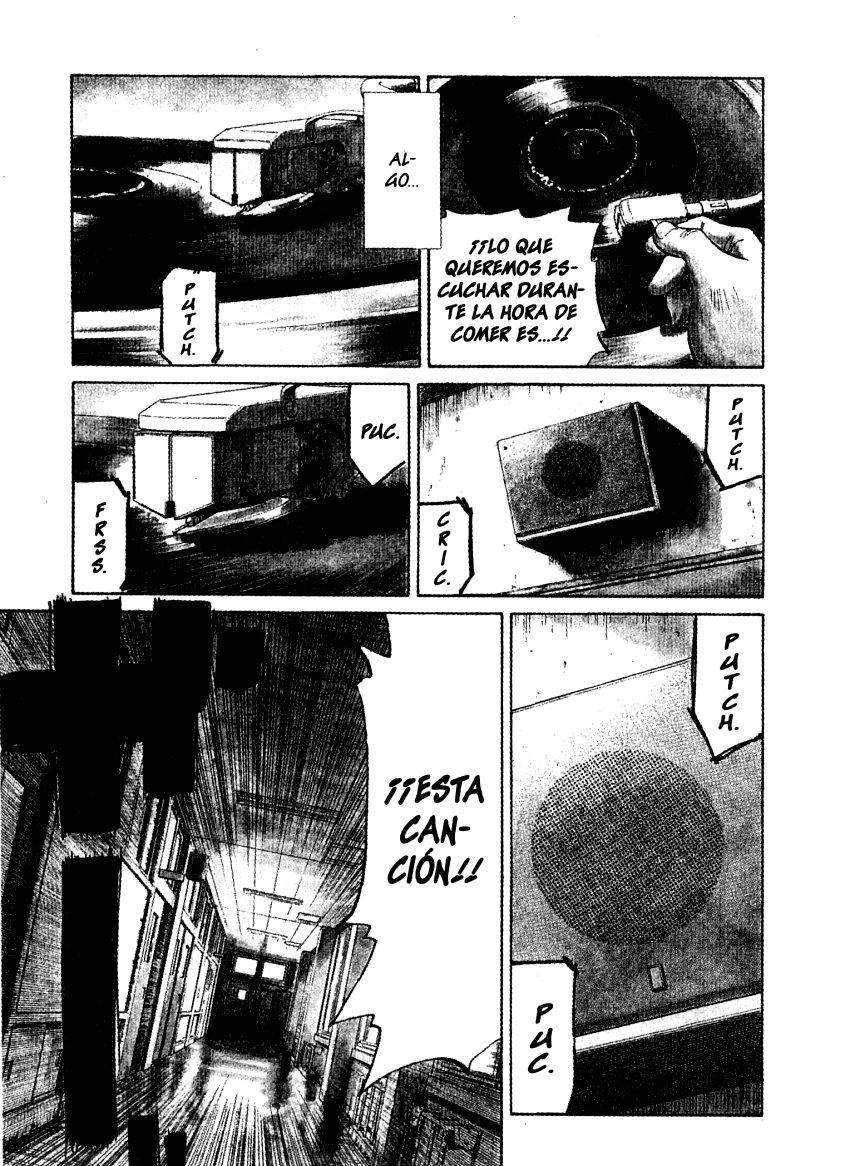 ¡¡LO QUE
QUEREMOS ES-
CUCHAR DURAN-
TE LA HORA DE
COMER ES...!!
AL-
GO...
PUTCH.
PUTCH.
CRIC.
PUC.
FRSS.
PUTCH.
PUC.
¡¡ESTA
CAN-
CIÓN!!